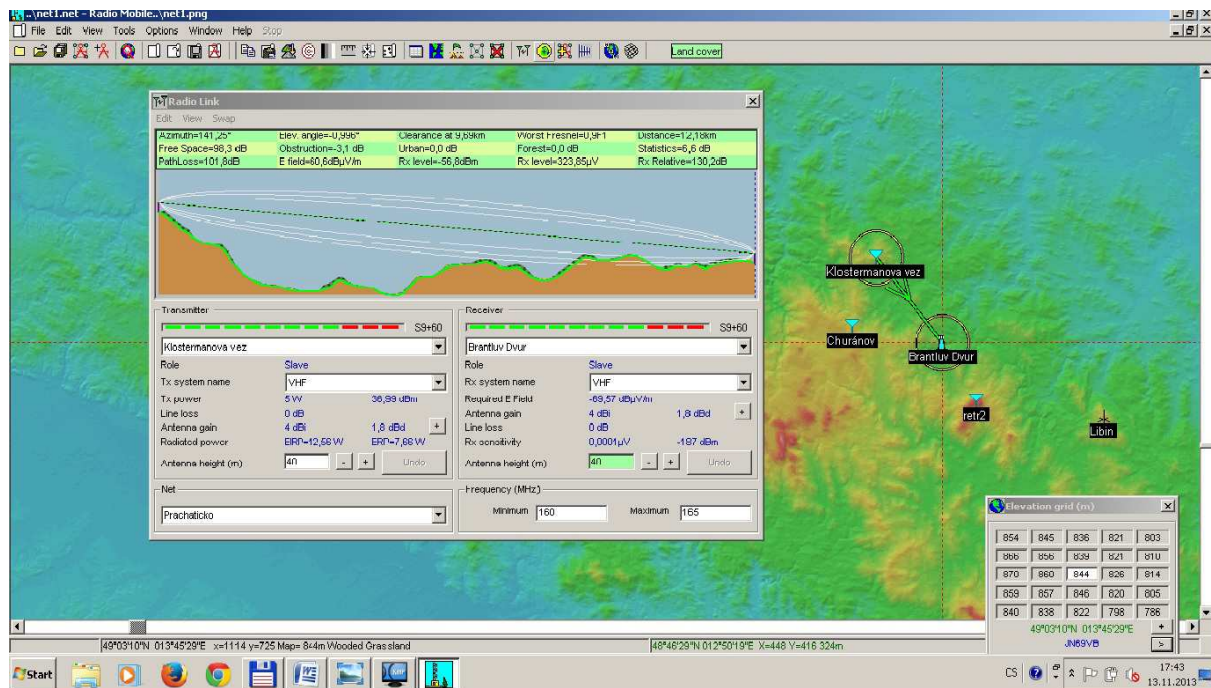 ..\net1.net - Radio Mobile..\net1.png
File Edit View Tools Options Window Help Stop
Land cover
Radio Link
Edit View Swap
Azimuth=141,25° Elev. angle=-0,996° Clearance at 9,69km Worst Fresnel=0,9F1 Distance=12,18km
Free Space=98,3 dB Obstruction=-3,1 dB Urban=0,0 dB Forest=0,0 dB Statistics=6,6 dB
PathLoss=101,8dB E field=60,6dBµV/m Rx level=-56,8dBm Rx level=323,85µV Rx Relative=130,2dB
Transmitter
S9+60
Klostermanova vez
Role Slave
Tx system name VHF
Tx power 5 W 36,99 dBm
Line loss 0 dB
Antenna gain 4 dBi 1,8 dBd +
Radiated power EIRP=12,56 W ERP=7,66 W
Antenna height (m) 40 - + Undo
Net
Prachaticko
Receiver
S9+60
Brantluv Dvur
Role Slave
Rx system name VHF
Required E Field -69,57 dBµV/m
Antenna gain 4 dBi 1,8 dBd +
Line loss 0 dB
Rx sensitivity 0,0001µV -187 dBm
Antenna height (m) 40 - + Undo
Frequency (MHz)
Minimum 160 Maximum 165
Klostermanova vez
Churánov
Brantluv Dvur
retr2
Libin
Elevation grid (m)
854 845 836 821 803
866 856 839 821 810
870 860 844 826 814
859 857 846 820 805
840 838 822 798 786
49°03'10"N 013°45'29"E +
JN69VB >
49°03'10"N 013°45'29"E x=1114 y=725 Map= 844m Wooded Grassland
48°46'29"N 012°50'19"E X=448 Y=416 324m
Start
CS
17:43
13.11.2013